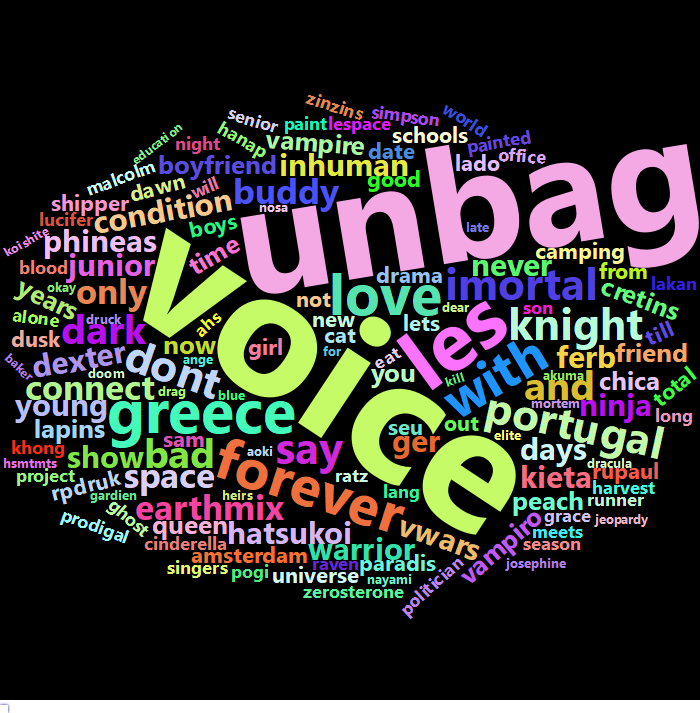 zinzins
simpson
world
senior
paint
lespace
hanap
vampire
schools
painted
education
night
date
office
malcolm
boyfriend
inhuman
good
lado
unbag
dawn
will
buddy
shipper
condition
nosa
lucifer
boys
late
koishite
phineas
time
voice
camping
blood
junior
drama
never
from
lakan
okay
years
only
not
love
imortal
cretins
alone
druck
ahs
new
dear
son
dusk
dark
girl
cat
lets
les
knight
till
now
for
eat
ferb
friend
baker
doom
dexter
dont
ange
you
kill
with
akuma
chica
total
connect
drag
blue
and
young
greece
mortem
ninja
long
lapins
seu
out
portugal
khong
sam
aoki
say
ger
elite
hsmtmts
show
bad
days
dracula
project
rpdruk
space
forever
ratz
kieta
rupaul
gardien
heirs
lang
harvest
ghost
earthmix
peach
runner
prodigal
queen
hatsukoi
vwars
grace
jeopardy
cinderella
warrior
vampiro
meets
amsterdam
season
singers
pogi
raven
paradis
josephine
universe
nayami
politician
zerosterone